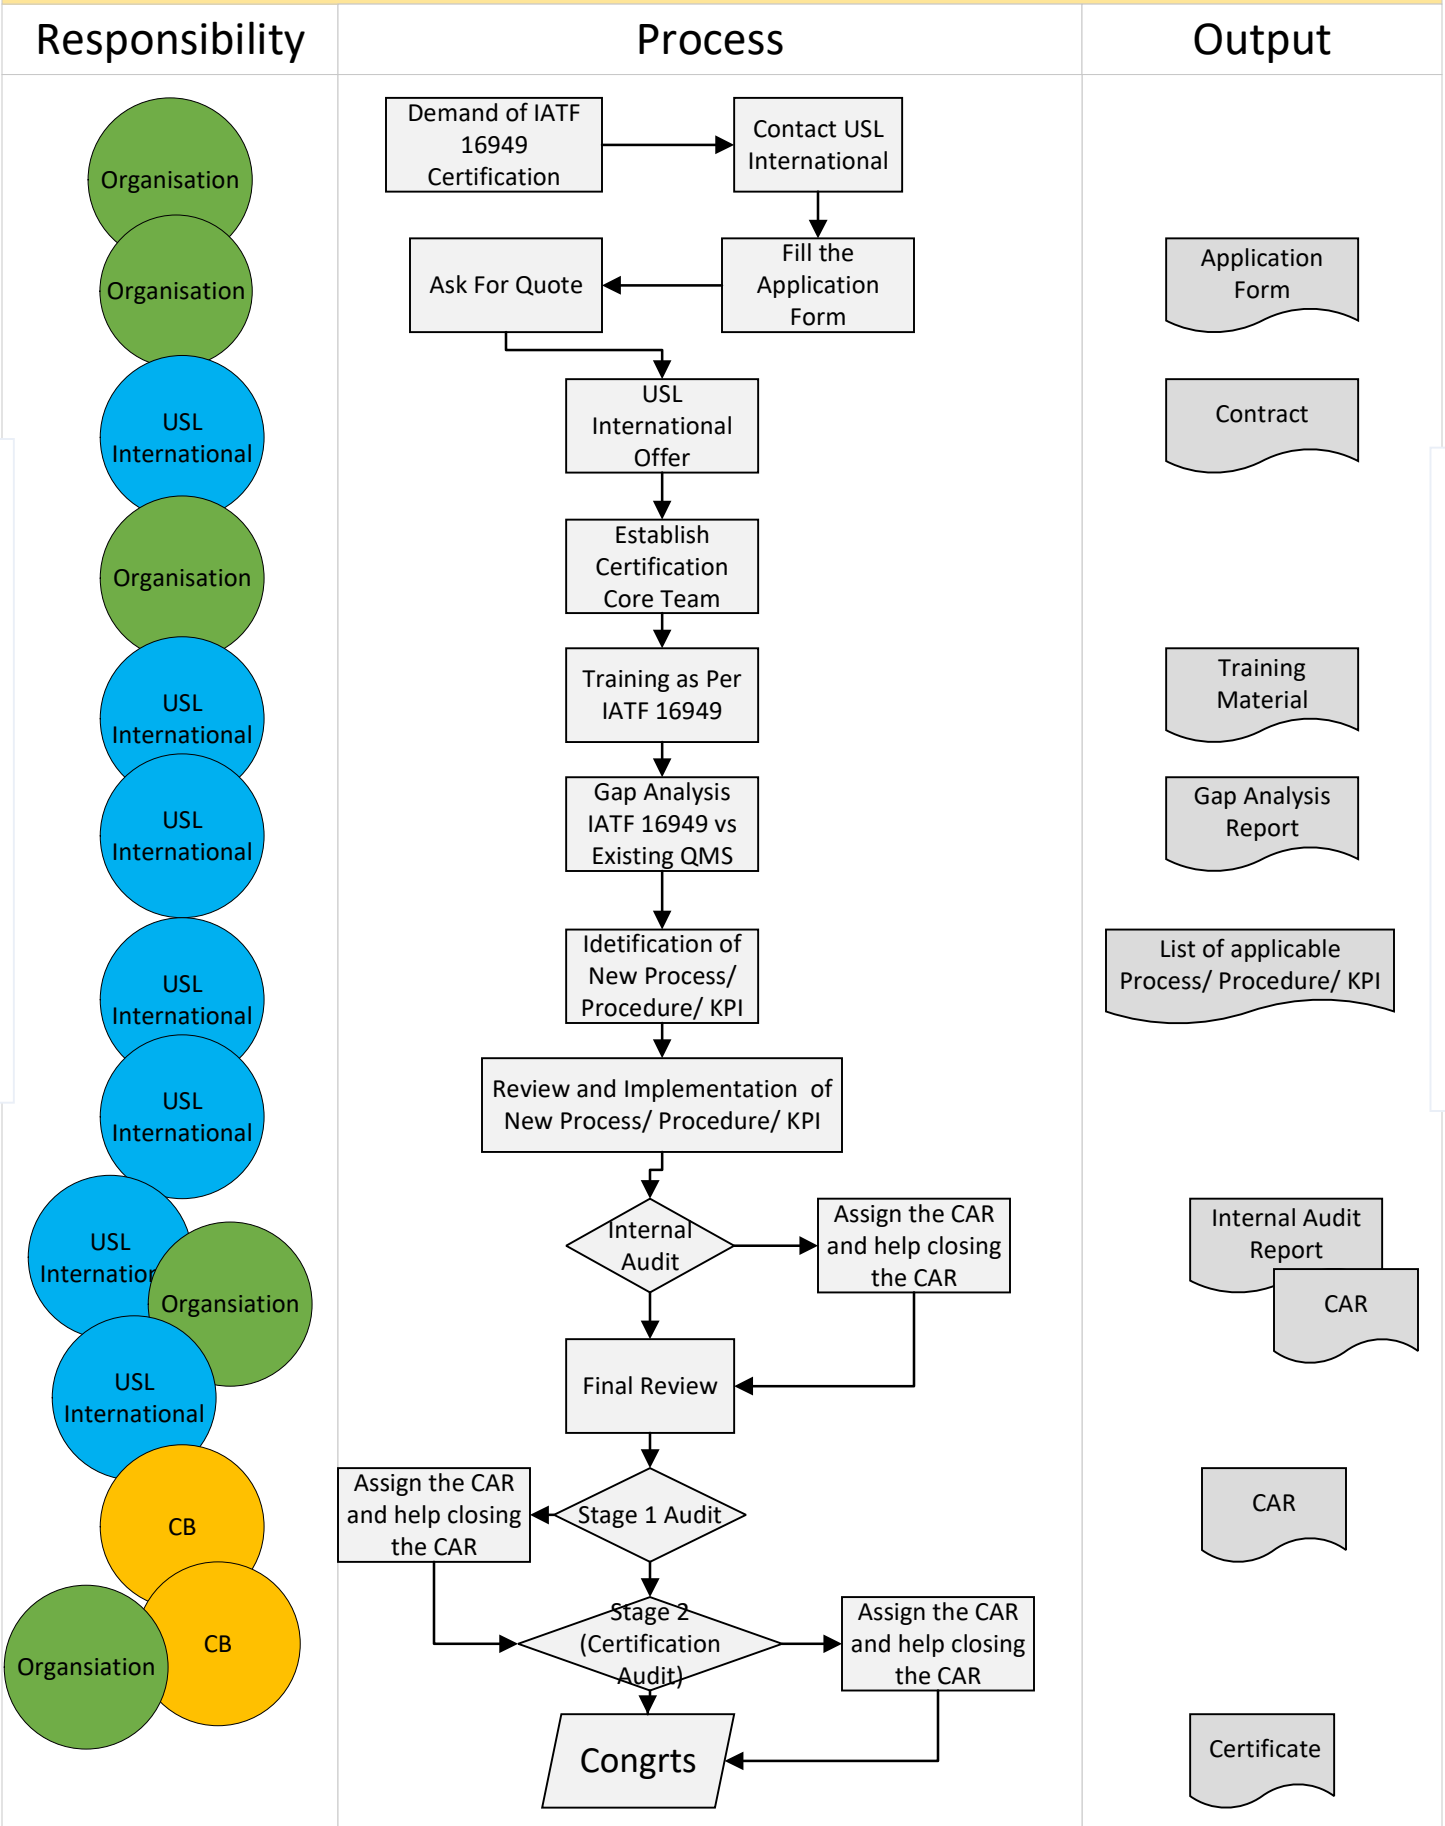 Responsibility
Process
Output
Organisation
Demand of IATF
16949
Certification
Contact USL
International
Organisation
Ask For Quote
Fill the
Application
Form
Application
Form
USL
International
USL
International
Offer
Contract
Organisation
Establish
Certification
Core Team
USL
International
Training as Per
IATF 16949
Training
Material
USL
International
Gap Analysis
IATF 16949 vs
Existing QMS
Gap Analysis
Report
USL
International
Idetification of
New Process/
Procedure/ KPI
List of applicable
Process/ Procedure/ KPI
USL
International
Review and Implementation of
New Process/ Procedure/ KPI
USL
Internation
Organsiation
Internal
Audit
Assign the CAR
and help closing
the CAR
Internal Audit
Report
CAR
USL
International
Final Review
CB
Assign the CAR
and help closing
the CAR
Stage 1 Audit
CAR
Organsiation
CB
Stage 2
(Certification
Audit)
Assign the CAR
and help closing
the CAR
Congrts
Certificate